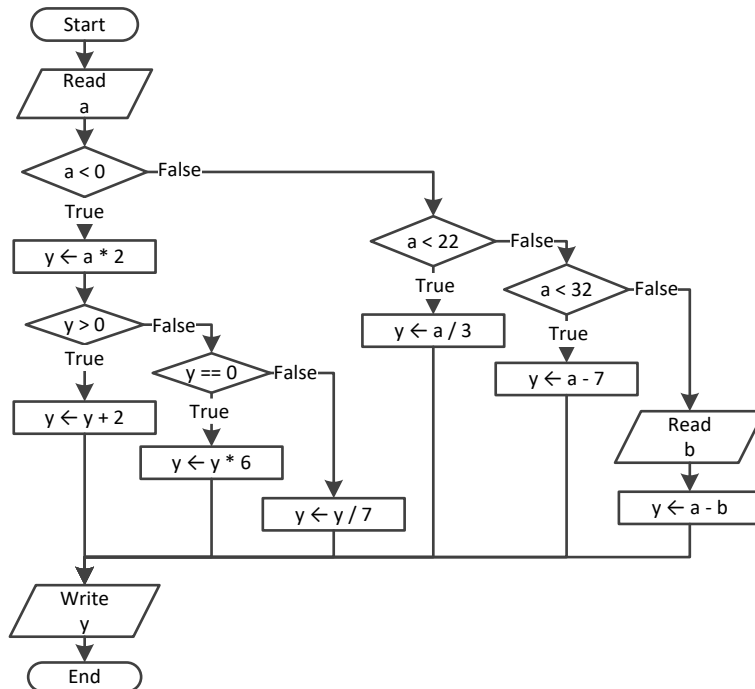 Start
Read
a
a < 0
False
True
y ← a * 2
y > 0
False
True
y ← y + 2
y == 0
False
True
y ← y * 6
y ← y / 7
a < 22
False
True
y ← a / 3
a < 32
False
True
y ← a - 7
Read
b
y ← a - b
Write
y
End